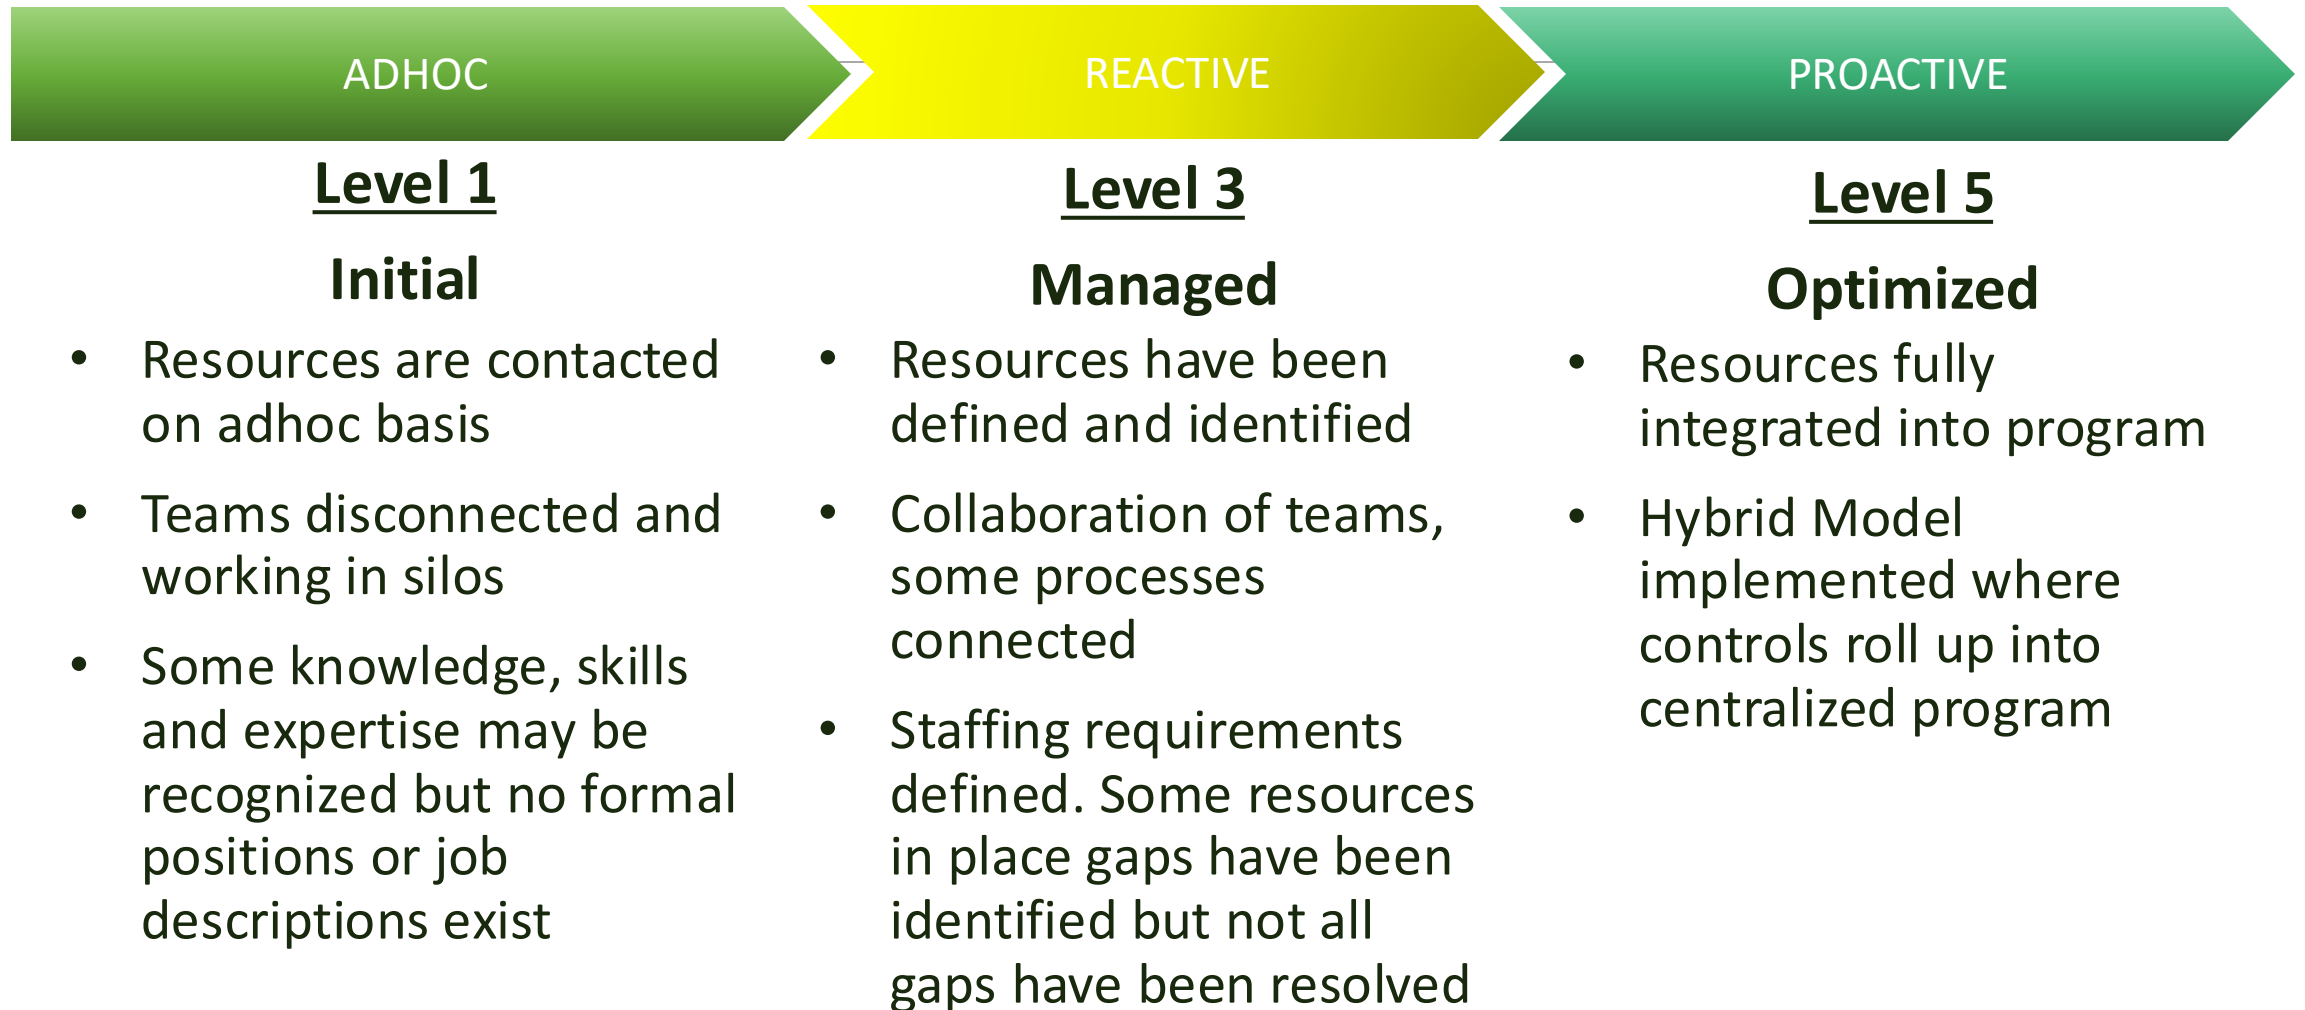 ADHOC
REACTIVE
PROACTIVE
Level 1
Initial
• Resources are contacted
on adhoc basis
• Teams disconnected and
working in silos
• Some knowledge, skills
and expertise may be
recognized but no formal
positions or job
descriptions exist
Level 3
Managed
• Resources have been
defined and identified
• Collaboration of teams,
some processes
connected
• Staffing requirements
defined. Some resources
in place gaps have been
identified but not all
gaps have been resolved
Level 5
Optimized
• Resources fully
integrated into program
• Hybrid Model
implemented where
controls roll up into
centralized program